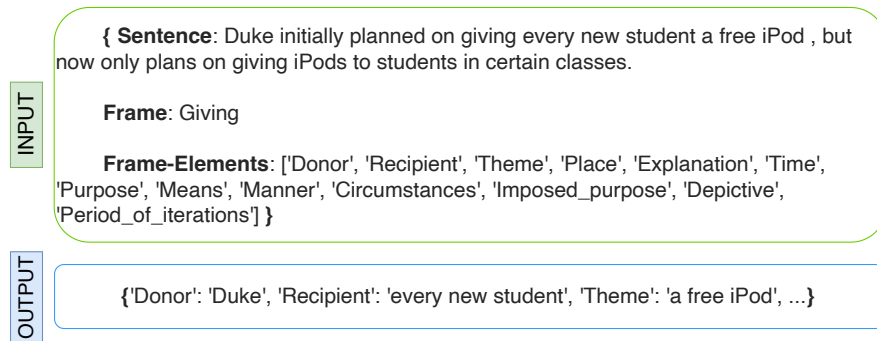 INPUT
{ Sentence: Duke initially planned on giving every new student a free iPod , but
now only plans on giving iPods to students in certain classes.
Frame: Giving
Frame-Elements: ['Donor', 'Recipient', 'Theme', 'Place', 'Explanation', 'Time',
'Purpose', 'Means', 'Manner', 'Circumstances', 'Imposed_purpose', 'Depictive',
'Period_of_iterations'] }
OUTPUT
{'Donor': 'Duke', 'Recipient': 'every new student', 'Theme': 'a free iPod', ...}